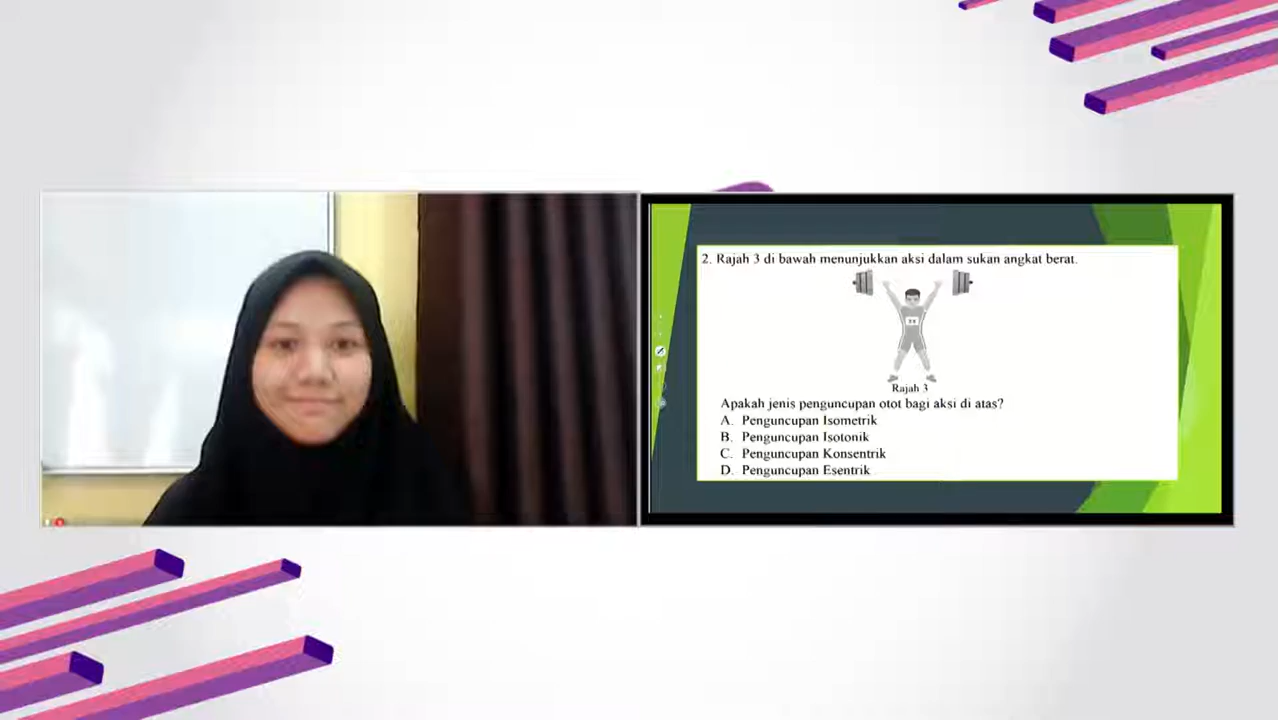 2. Rajah 3 di bawah menunjukkan aksi dalam sukan angkat berat.
Rajah 3
Apakah jenis penguncupan otot bagi aksi di atas?
A. Penguncupan Isometrik
B. Penguncupan Isotonik
C. Penguncupan Konsentrik
D. Penguncupan Esentrik